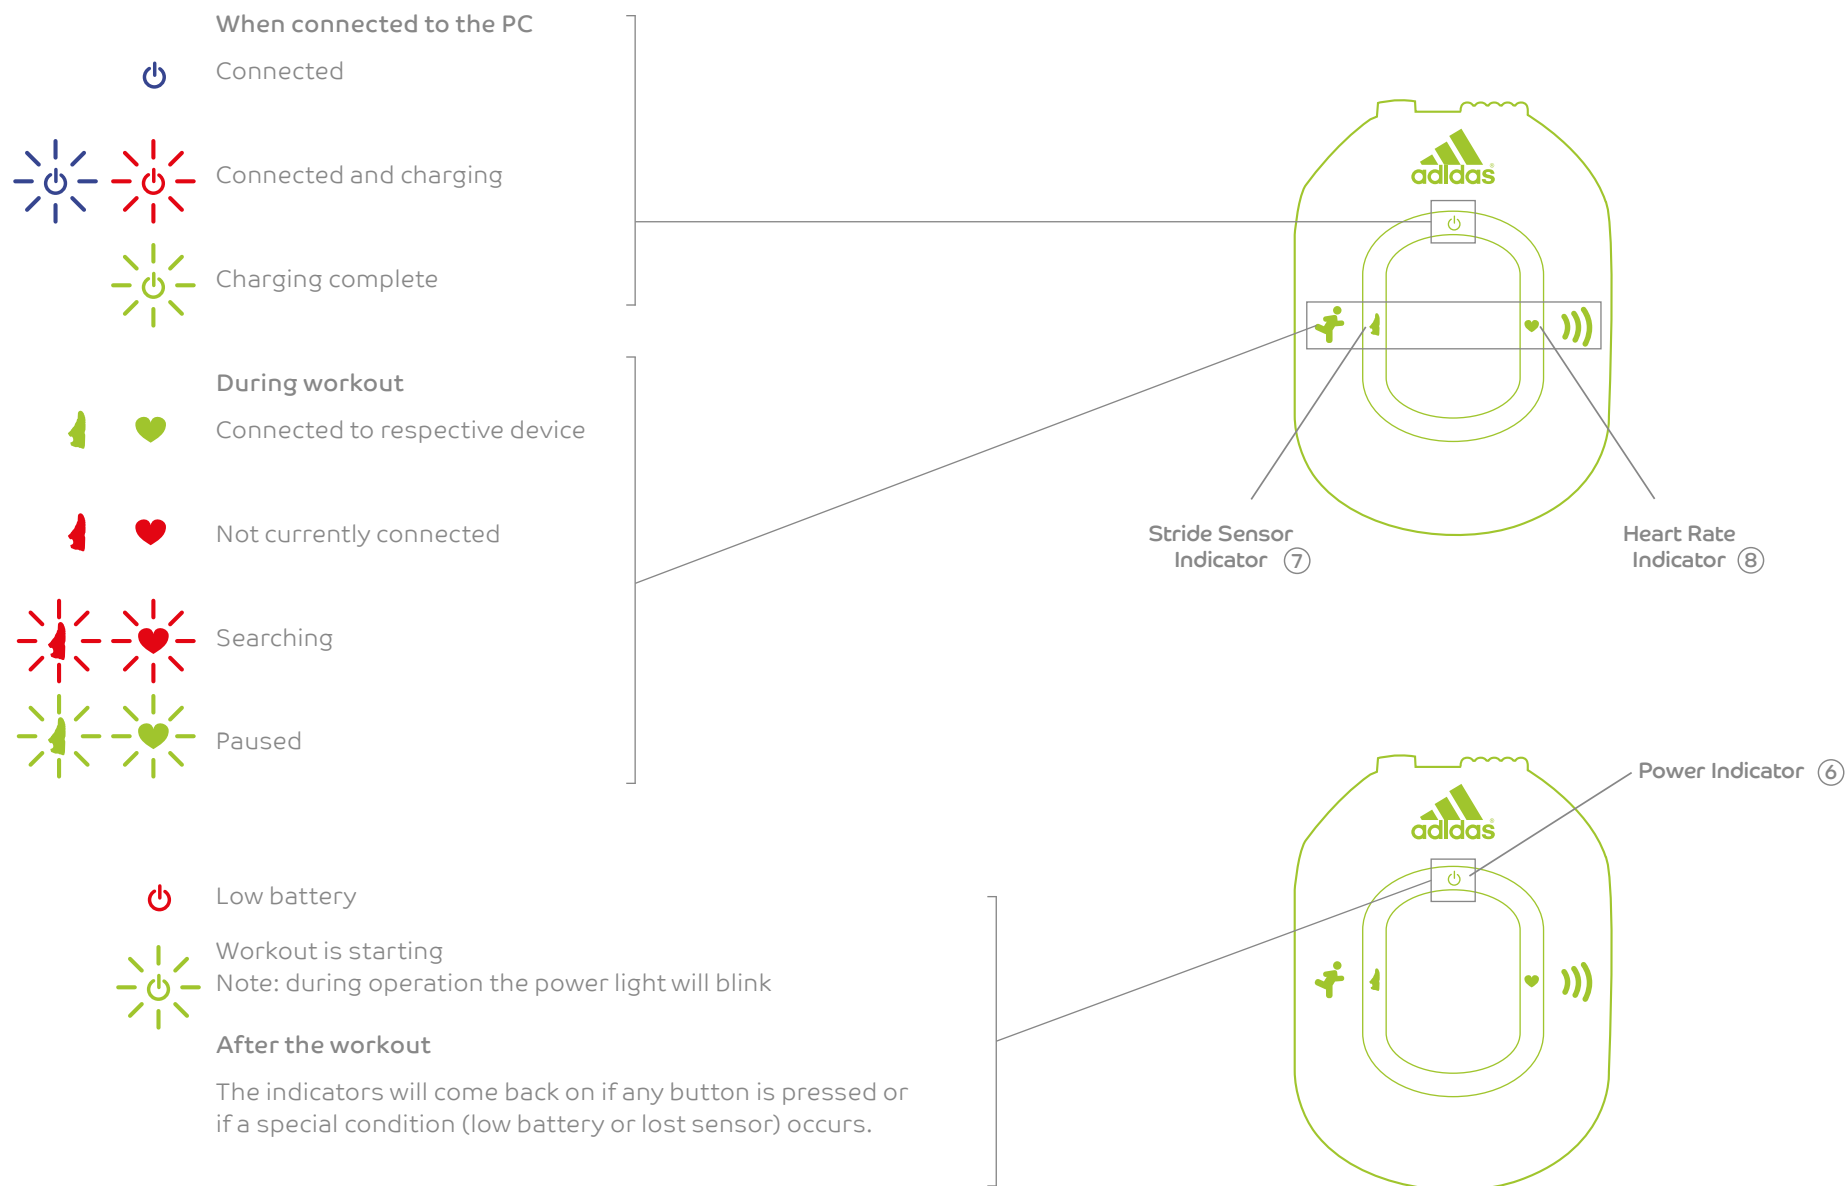 When connected to the PC
Connected
Connected and charging
Charging complete
During workout
Connected to respective device
Not currently connected
Searching
Paused
adidas
Stride Sensor
Indicator 7
Heart Rate
Indicator 8
Power Indicator 6
adidas
Low battery
Workout is starting
Note: during operation the power light will blink
After the workout
The indicators will come back on if any button is pressed or
if a special condition (low battery or lost sensor) occurs.